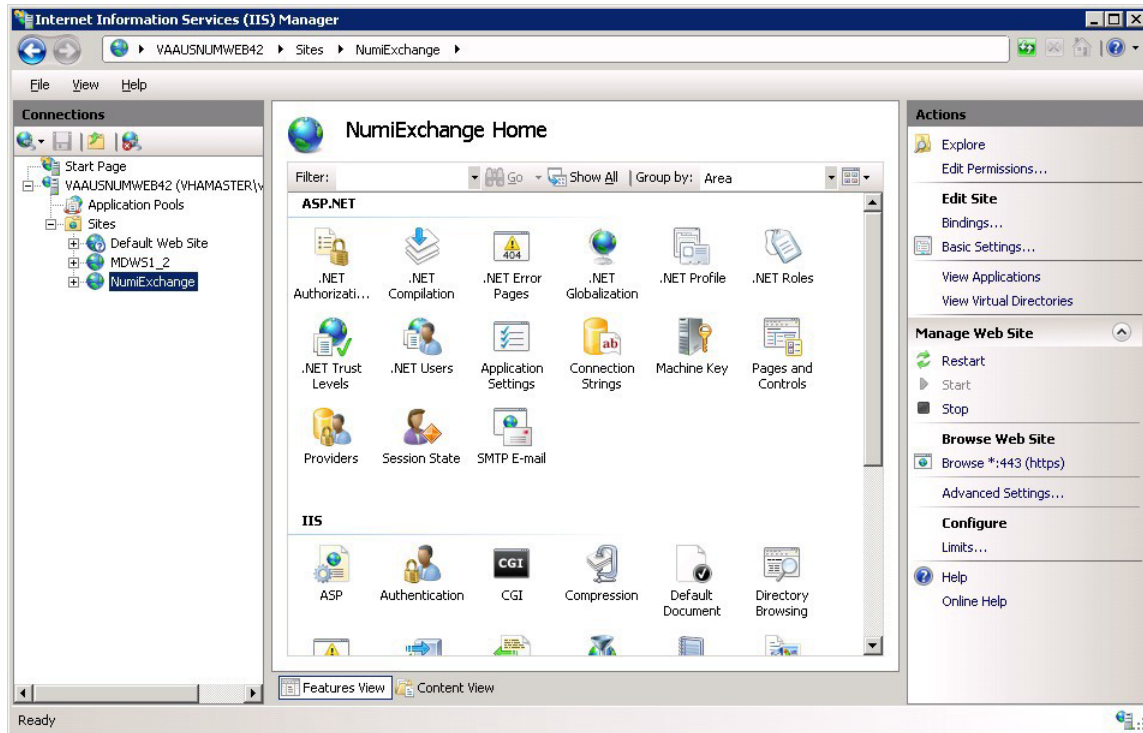 Internet Information Services (IIS) Manager
VAAUSNUMWEB42 Sites NumiExchange
File View Help
Connections
Start Page
VAAUSNUMWEB42 (VHAMASTER\v
Application Pools
Sites
Default Web Site
MDWS1_2
NumiExchange
NumiExchange Home
Filter: Go Show All Group by: Area
ASP.NET
.NET Authorizati...
.NET Compilation
.NET Error Pages
.NET Globalization
.NET Profile
.NET Roles
.NET Trust Levels
.NET Users
Application Settings
Connection Strings
Machine Key
Pages and Controls
Providers
Session State
SMTP E-mail
IIS
ASP
Authentication
CGI
Compression
Default Document
Directory Browsing
Features View Content View
Actions
Explore
Edit Permissions...
Edit Site
Bindings...
Basic Settings...
View Applications
View Virtual Directories
Manage Web Site
Restart
Start
Stop
Browse Web Site
Browse *:443 (https)
Advanced Settings...
Configure
Limits...
Help
Online Help
Ready